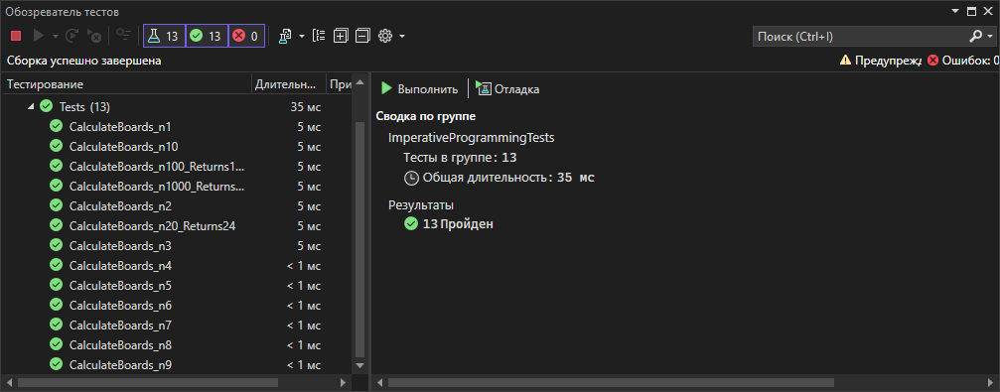 Обозреватель тестов
13 13 0 Поиск (Ctrl+I)
Сборка успешно завершена Предупрежд Ошибок: 0
Тестирование Длительн... При
Tests (13) 35 мс
CalculateBoards_n1 5 мс
CalculateBoards_n10 5 мс
CalculateBoards_n100_Returns1... 5 мс
CalculateBoards_n1000_Returns... 5 мс
CalculateBoards_n2 5 мс
CalculateBoards_n20_Returns24 5 мс
CalculateBoards_n3 5 мс
CalculateBoards_n4 < 1 мс
CalculateBoards_n5 < 1 мс
CalculateBoards_n6 < 1 мс
CalculateBoards_n7 < 1 мс
CalculateBoards_n8 < 1 мс
CalculateBoards_n9 < 1 мс
Выполнить Отладка
Сводка по группе
ImperativeProgrammingTests
Тесты в группе: 13
Общая длительность: 35 мс
Результаты
13 Пройден